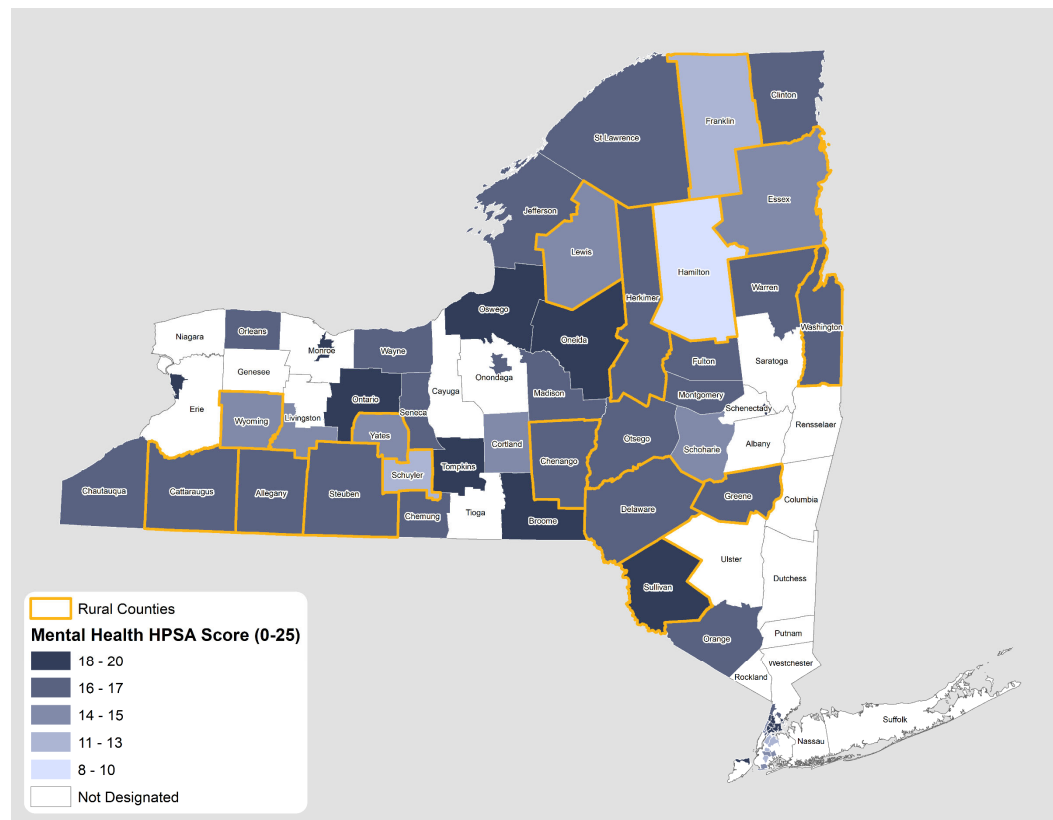 Clinton
Franklin
St Lawrence
Essex
Jefferson
Lewis
Hamilton
Warren
Herkimer
Oswego
Washington
Oneida
Orleans
Niagara
Monroe
Wayne
Fulton
Saratoga
Genesee
Onondaga
Madison
Cayuga
Montgomery
Ontario
Schenectady
Erie
Seneca
Livingston
Wyoming
Rensselaer
Yates
Otsego
Albany
Cortland
Schoharie
Chenango
Tompkins
Schuyler
Chautauqua
Cattaraugus
Allegany
Steuben
Greene
Columbia
Delaware
Tioga
Chemung
Broome
Ulster
Dutchess
Sullivan
Putnam
Orange
Westchester
Rockland
Suffolk
Nassau
Rural Counties
Mental Health HPSA Score (0-25)
18 - 20
16 - 17
14 - 15
11 - 13
8 - 10
Not Designated